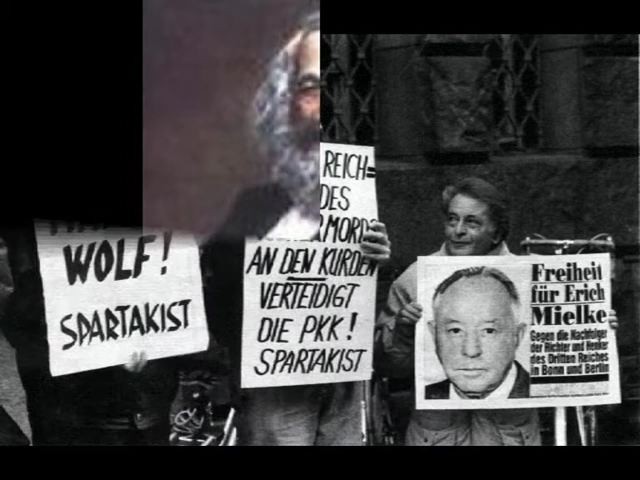 WOLF!
SPARTAKIST
REICH=
DES
MORD
AN DEN KURDEN
VERTEIDIGT
DIE PKK!
SPARTAKIST
Freiheit
für Erich
Mielke
Gegen die Nachfolger
der Richter und Henker
des Dritten Reiches
in Bonn und Berlin